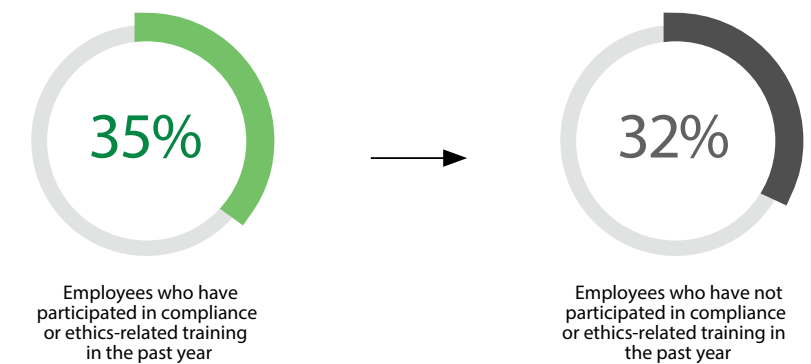 35%
Employees who have
participated in compliance
or ethics-related training
in the past year
32%
Employees who have not
participated in compliance
or ethics-related training in
the past year